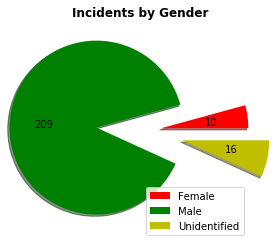 Incidents by Gender
209
10
16
Female
Male
Unidentified